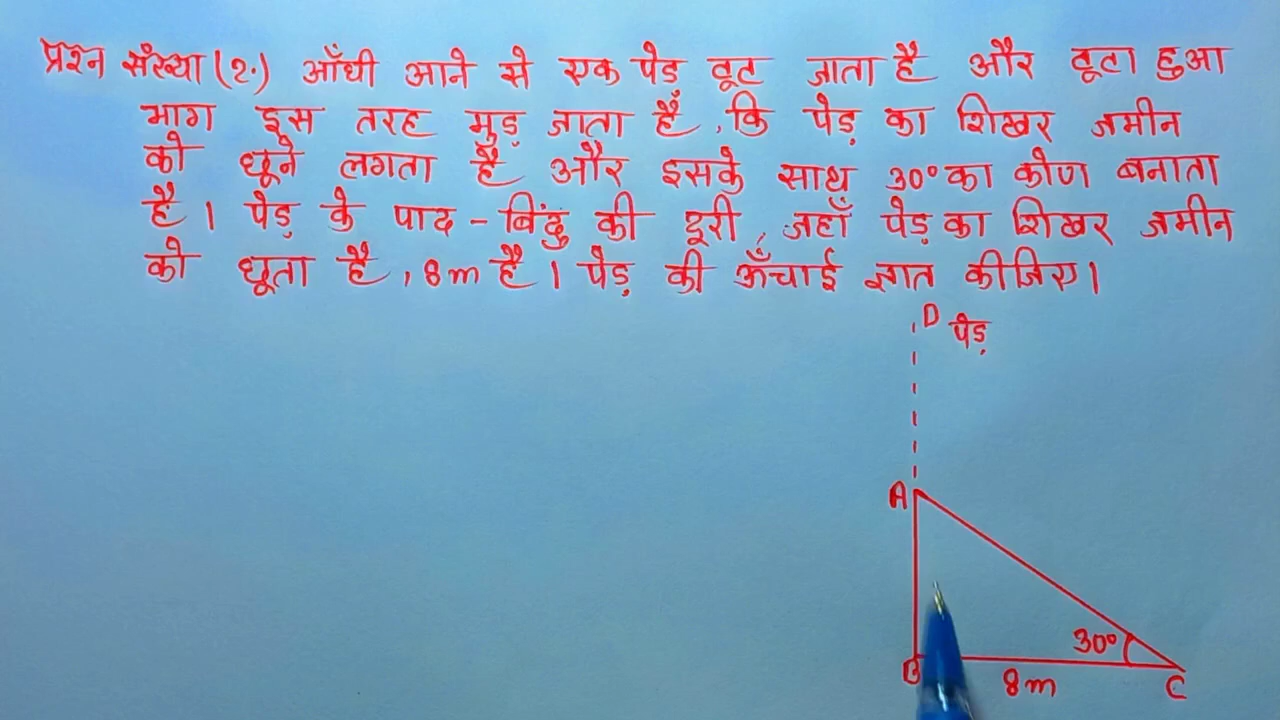 प्रश्न संख्या (2.) आँधी आने से एक पेड़ टूट जाता है और टूटा हुआ
भाग इस तरह मुड़ जाता है, कि पेड़ का शिखर जमीन
को छूने लगता है और इसके साथ 30° का कोण बनाता
है। पेड़ के पाद - बिंदु की दूरी, जहाँ पेड़ का शिखर जमीन
को छूता है, 8m है। पेड़ की ऊँचाई ज्ञात कीजिए।
D पेड़
A
30°
B
8m
C